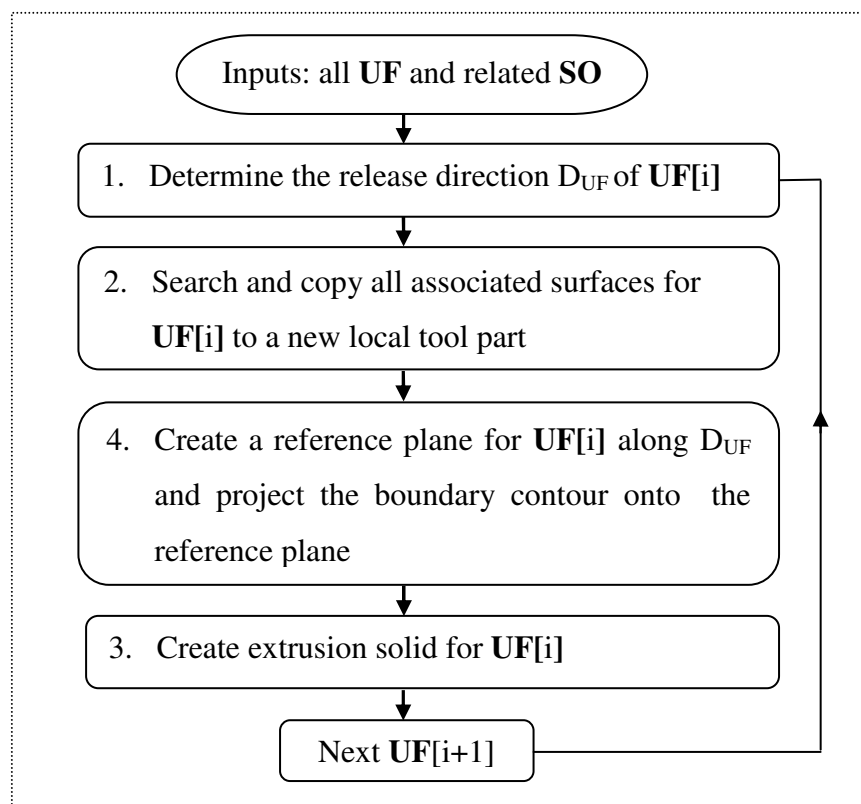 Inputs: all UF and related SO
1. Determine the release direction DUF of UF[i]
2. Search and copy all associated surfaces for
UF[i] to a new local tool part
4. Create a reference plane for UF[i] along DUF
and project the boundary contour onto the
reference plane
3. Create extrusion solid for UF[i]
Next UF[i+1]